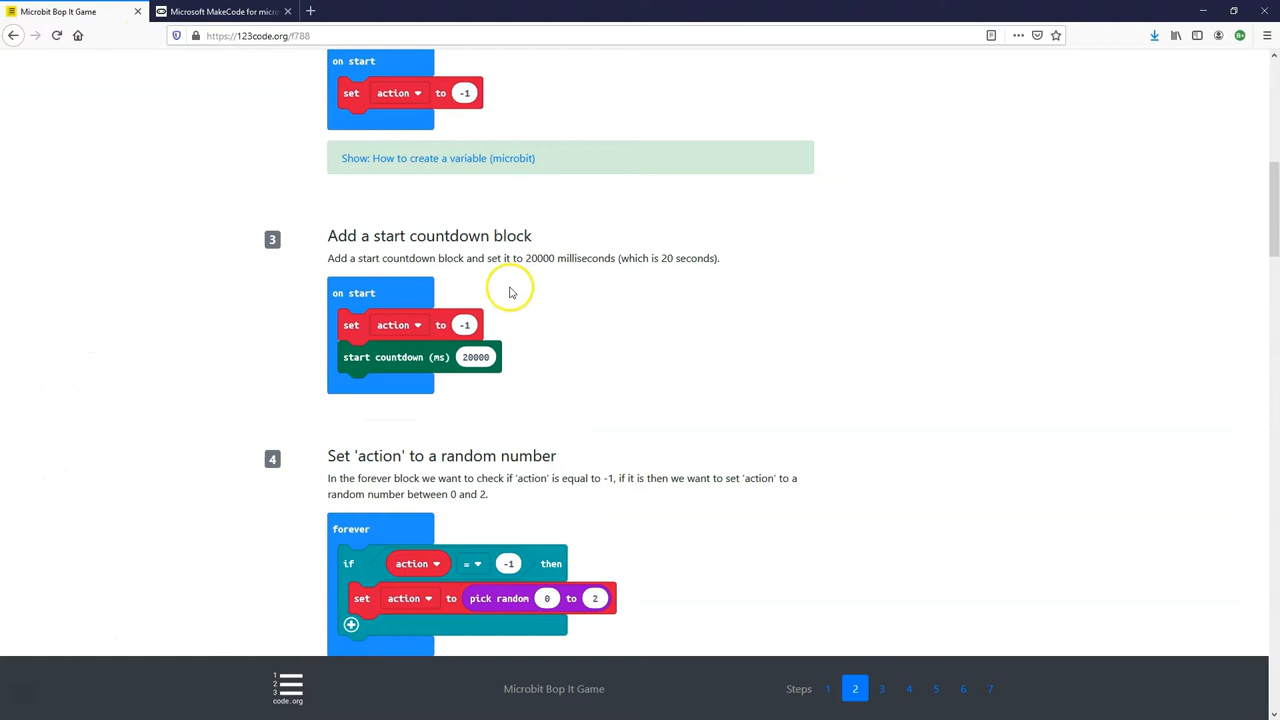 Microbit Bop It Game
Microsoft MakeCode for micro
https://123code.org/f788
on start
set action to -1
Show: How to create a variable (microbit)
3
Add a start countdown block
Add a start countdown block and set it to 20000 milliseconds (which is 20 seconds).
on start
set action to -1
start countdown (ms) 20000
4
Set 'action' to a random number
In the forever block we want to check if 'action' is equal to -1, if it is then we want to set 'action' to a
random number between 0 and 2.
forever
if action = -1 then
set action to pick random 0 to 2
1
2
3
code.org
Microbit Bop It Game
Steps 1 2 3 4 5 6 7